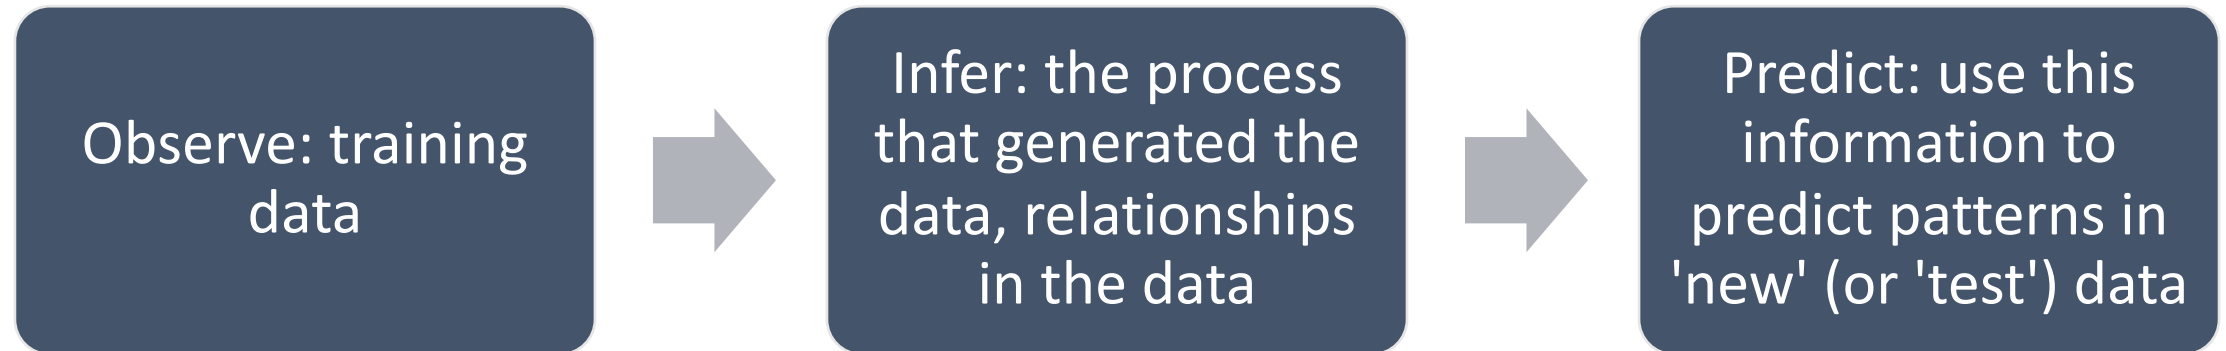 Observe: training
data
Infer: the process
that generated the
data, relationships
in the data
Predict: use this
information to
predict patterns in
'new' (or 'test') data